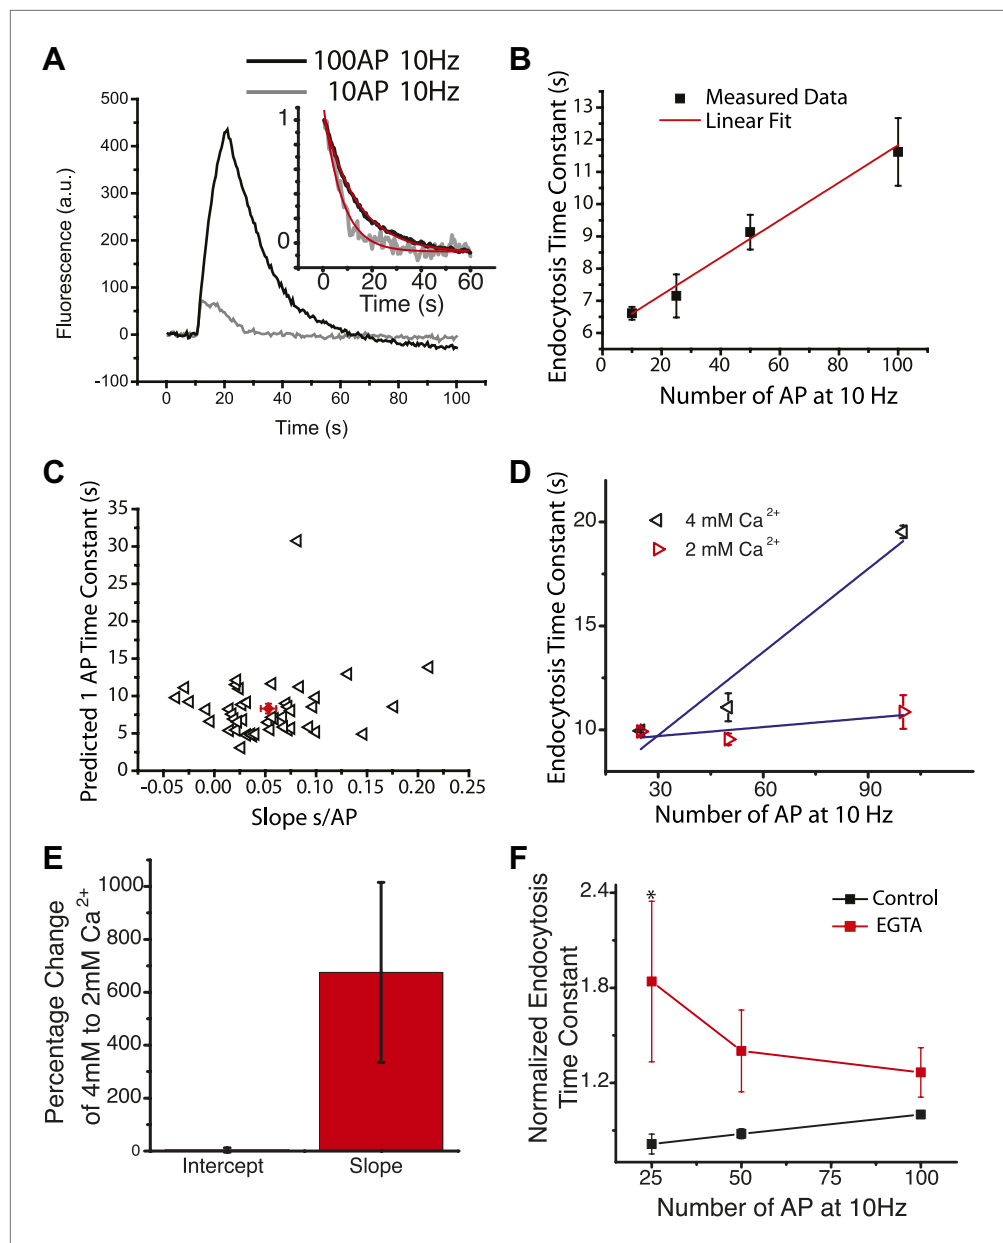 A
100AP 10Hz
10AP 10Hz
500
400
300
200
100
0
-100
Fluorescence (a.u.)
0 20 40 60 80 100
Time (s)
1
0
0 20 40 60
Time (s)
B
Measured Data
Linear Fit
13
12
11
10
9
8
7
6
Endocytosis Time Constant (s)
0 20 40 60 80 100
Number of AP at 10 Hz
C
35
30
25
20
15
10
5
0
Predicted 1 AP Time Constant (s)
-0.05 0.00 0.05 0.10 0.15 0.20 0.25
Slope s/AP
D
4 mM Ca2+
2 mM Ca2+
20
15
10
Endocytosis Time Constant (s)
30 60 90
Number of AP at 10 Hz
E
1000
800
600
400
200
0
Percentage Change
of 4mM to 2mM Ca2+
Intercept Slope
F
Control
EGTA
*
2.4
1.8
1.2
Normalized Endocytosis
Time Constant
25 50 75 100
Number of AP at 10Hz